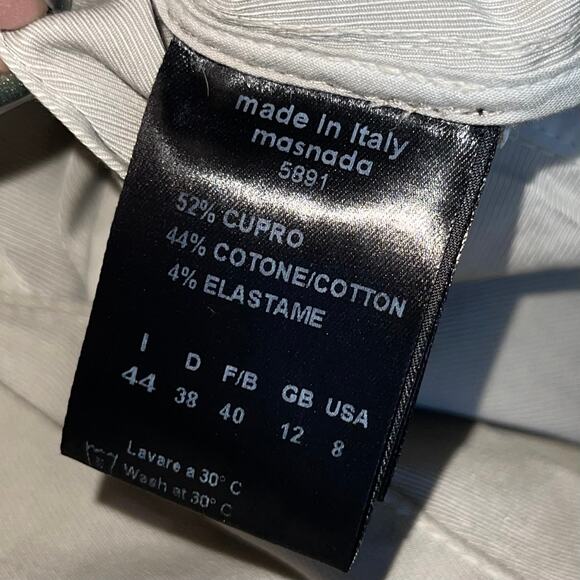 made in Italy
masnada
5891
52% CUPRO
44% COTONE/COTTON
4% ELASTAME
I D F/B GB USA
44 38 40 12 8
Lavare a 30° C
Wash at 30° C